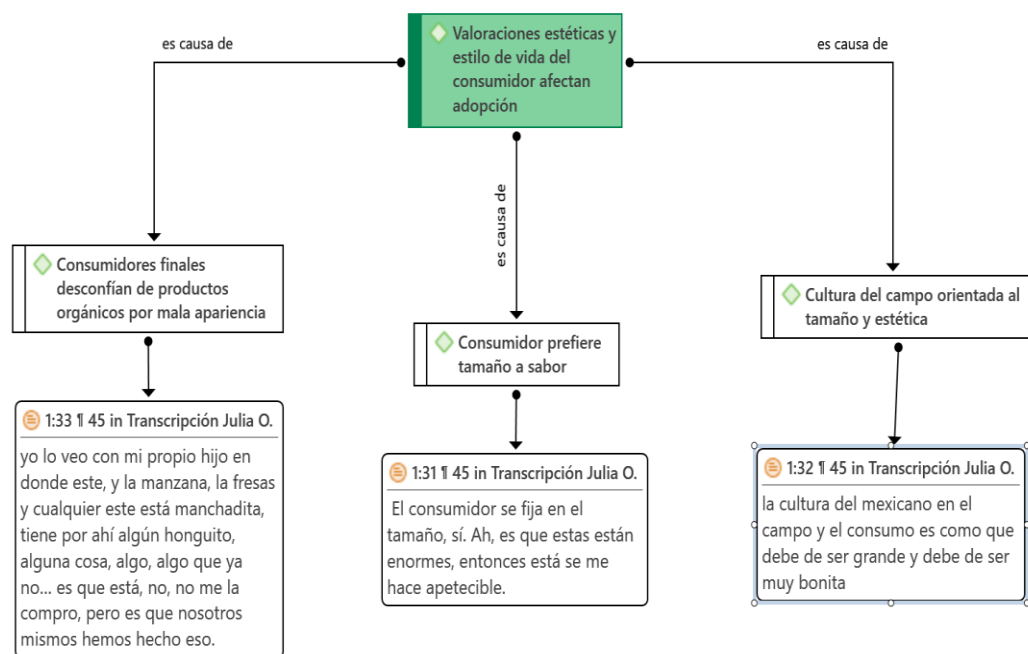 Valoraciones estéticas y
estilo de vida del
consumidor afectan
adopción
es causa de
es causa de
es causa de
Consumidores finales
desconfían de productos
orgánicos por mala apariencia
Consumidor prefiere
tamaño a sabor
Cultura del campo orientada al
tamaño y estética
1:33 ¶ 45 in Transcripción Julia O.
yo lo veo con mi propio hijo en
donde este, y la manzana, la fresas
y cualquier este está manchadita,
tiene por ahí algún honguito,
alguna cosa, algo, algo que ya
no... es que está, no, no me la
compro, pero es que nosotros
mismos hemos hecho eso.
1:31 ¶ 45 in Transcripción Julia O.
El consumidor se fija en el
tamaño, sí. Ah, es que estas están
enormes, entonces está se me
hace apetecible.
1:32 ¶ 45 in Transcripción Julia O.
la cultura del mexicano en el
campo y el consumo es como que
debe de ser grande y debe de ser
muy bonita